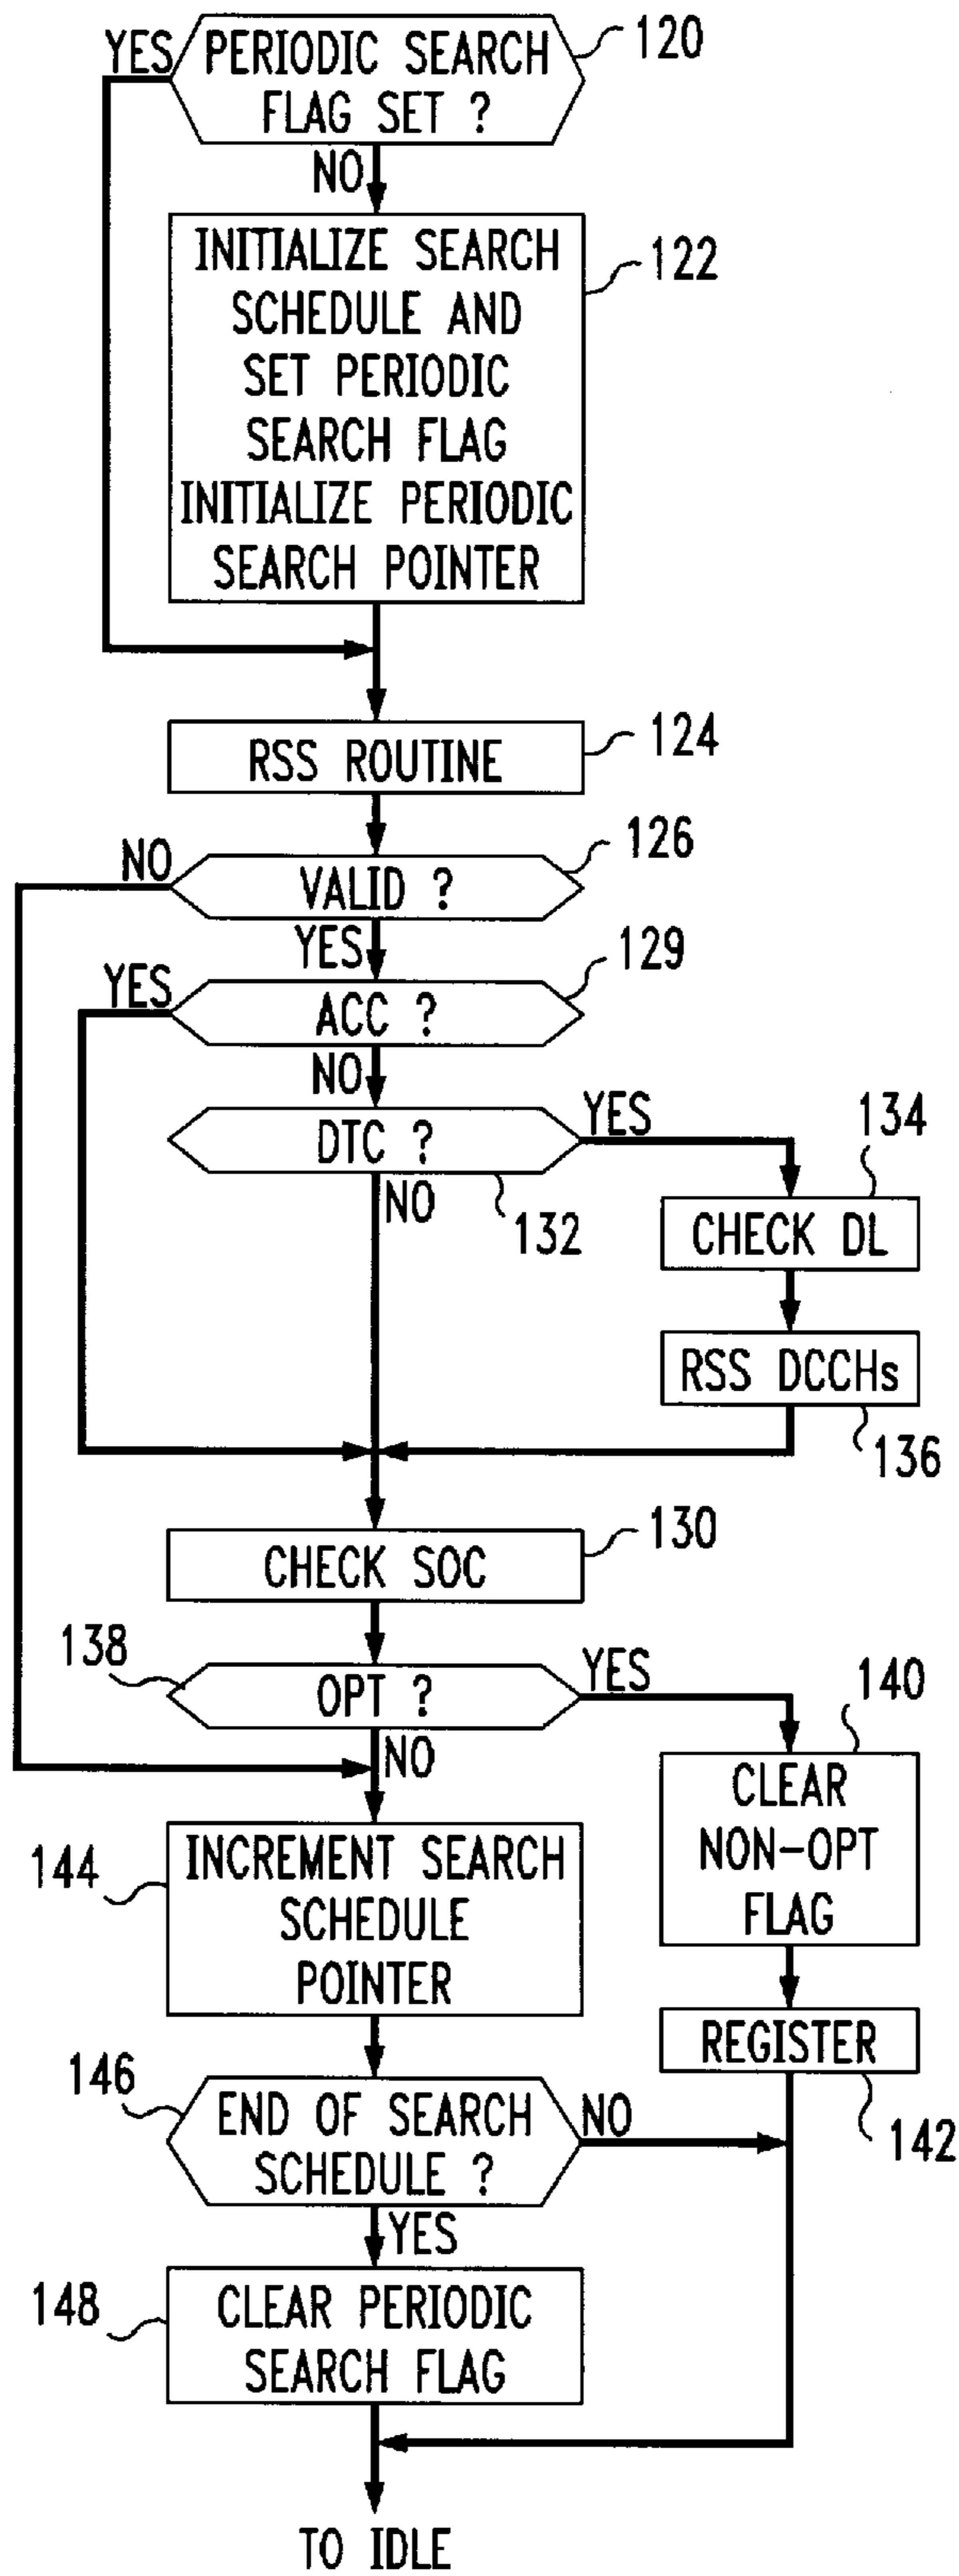 YES
PERIODIC SEARCH
FLAG SET ?
120
NO
INITIALIZE SEARCH
SCHEDULE AND
SET PERIODIC
SEARCH FLAG
INITIALIZE PERIODIC
SEARCH POINTER
122
RSS ROUTINE
124
NO
VALID ?
126
YES
YES
ACC ?
129
NO
DTC ?
YES
132
NO
134
CHECK DL
RSS DCCHs
136
CHECK SOC
130
138
OPT ?
YES
NO
140
CLEAR
NON-OPT
FLAG
144
INCREMENT SEARCH
SCHEDULE
POINTER
REGISTER
142
146
END OF SEARCH
SCHEDULE ?
NO
YES
148
CLEAR PERIODIC
SEARCH FLAG
TO IDLE